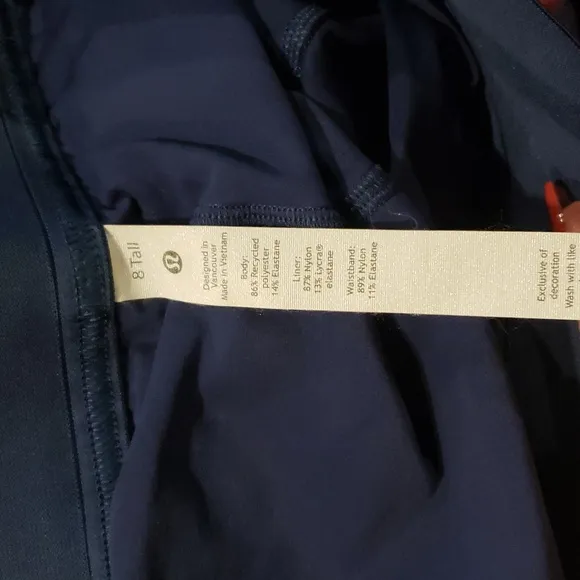 8 Tall
Designed in
Vancouver
Made in Vietnam
Body:
86% Recycled
polyester
14% Elastane
Liner:
87% Nylon
13% Lycra®
elastane
Waistband:
89% Nylon
11% Elastane
Exclusive of
decoration
Wash with like